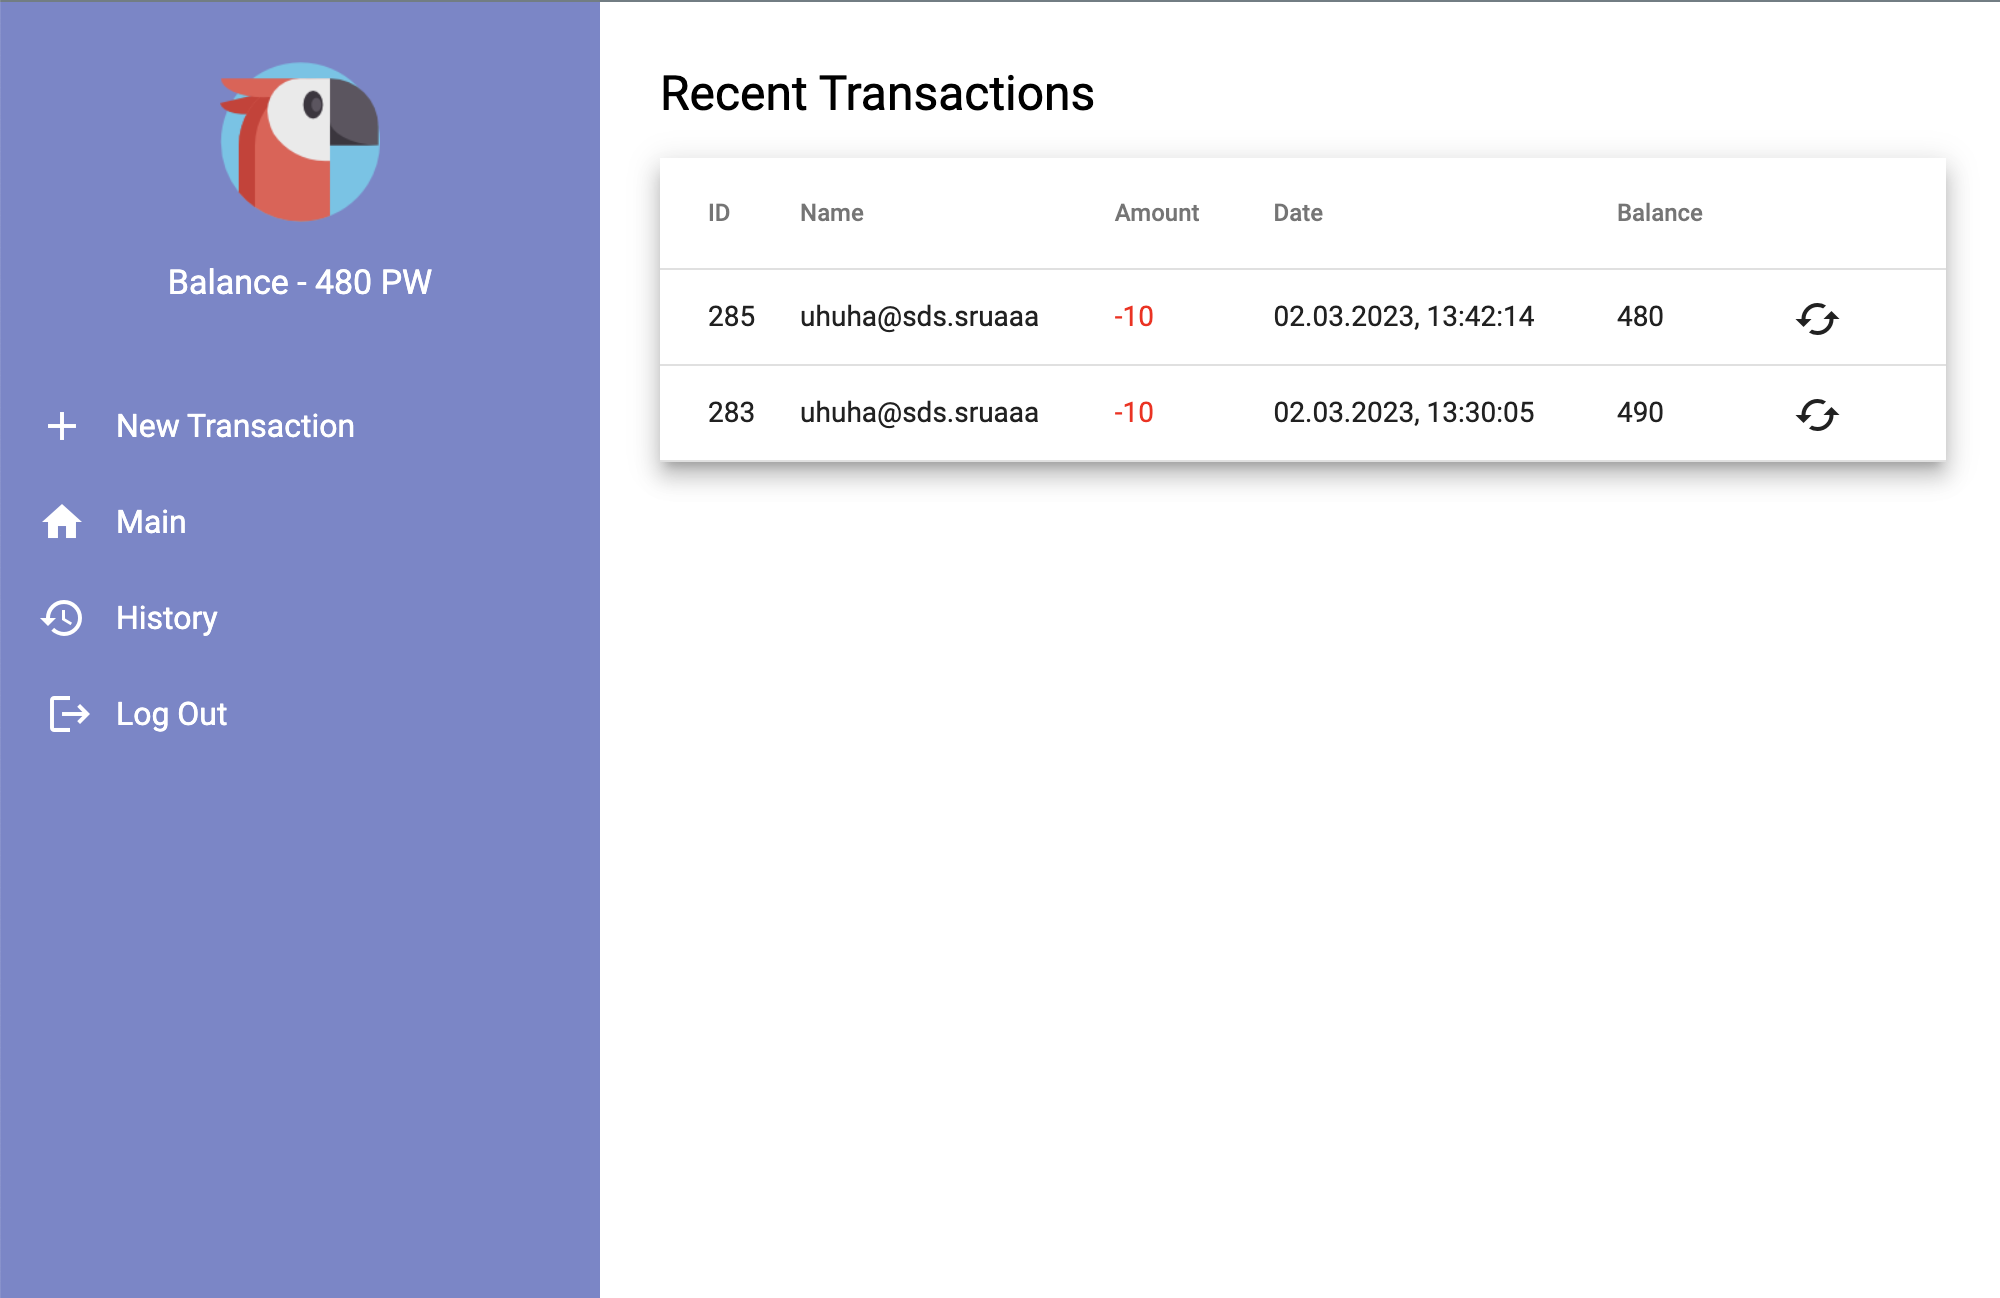 Balance - 480 PW
New Transaction
Main
History
Log Out
Recent Transactions
ID Name Amount Date Balance
285 uhuha@sds.sruaaa -10 02.03.2023, 13:42:14 480
283 uhuha@sds.sruaaa -10 02.03.2023, 13:30:05 490